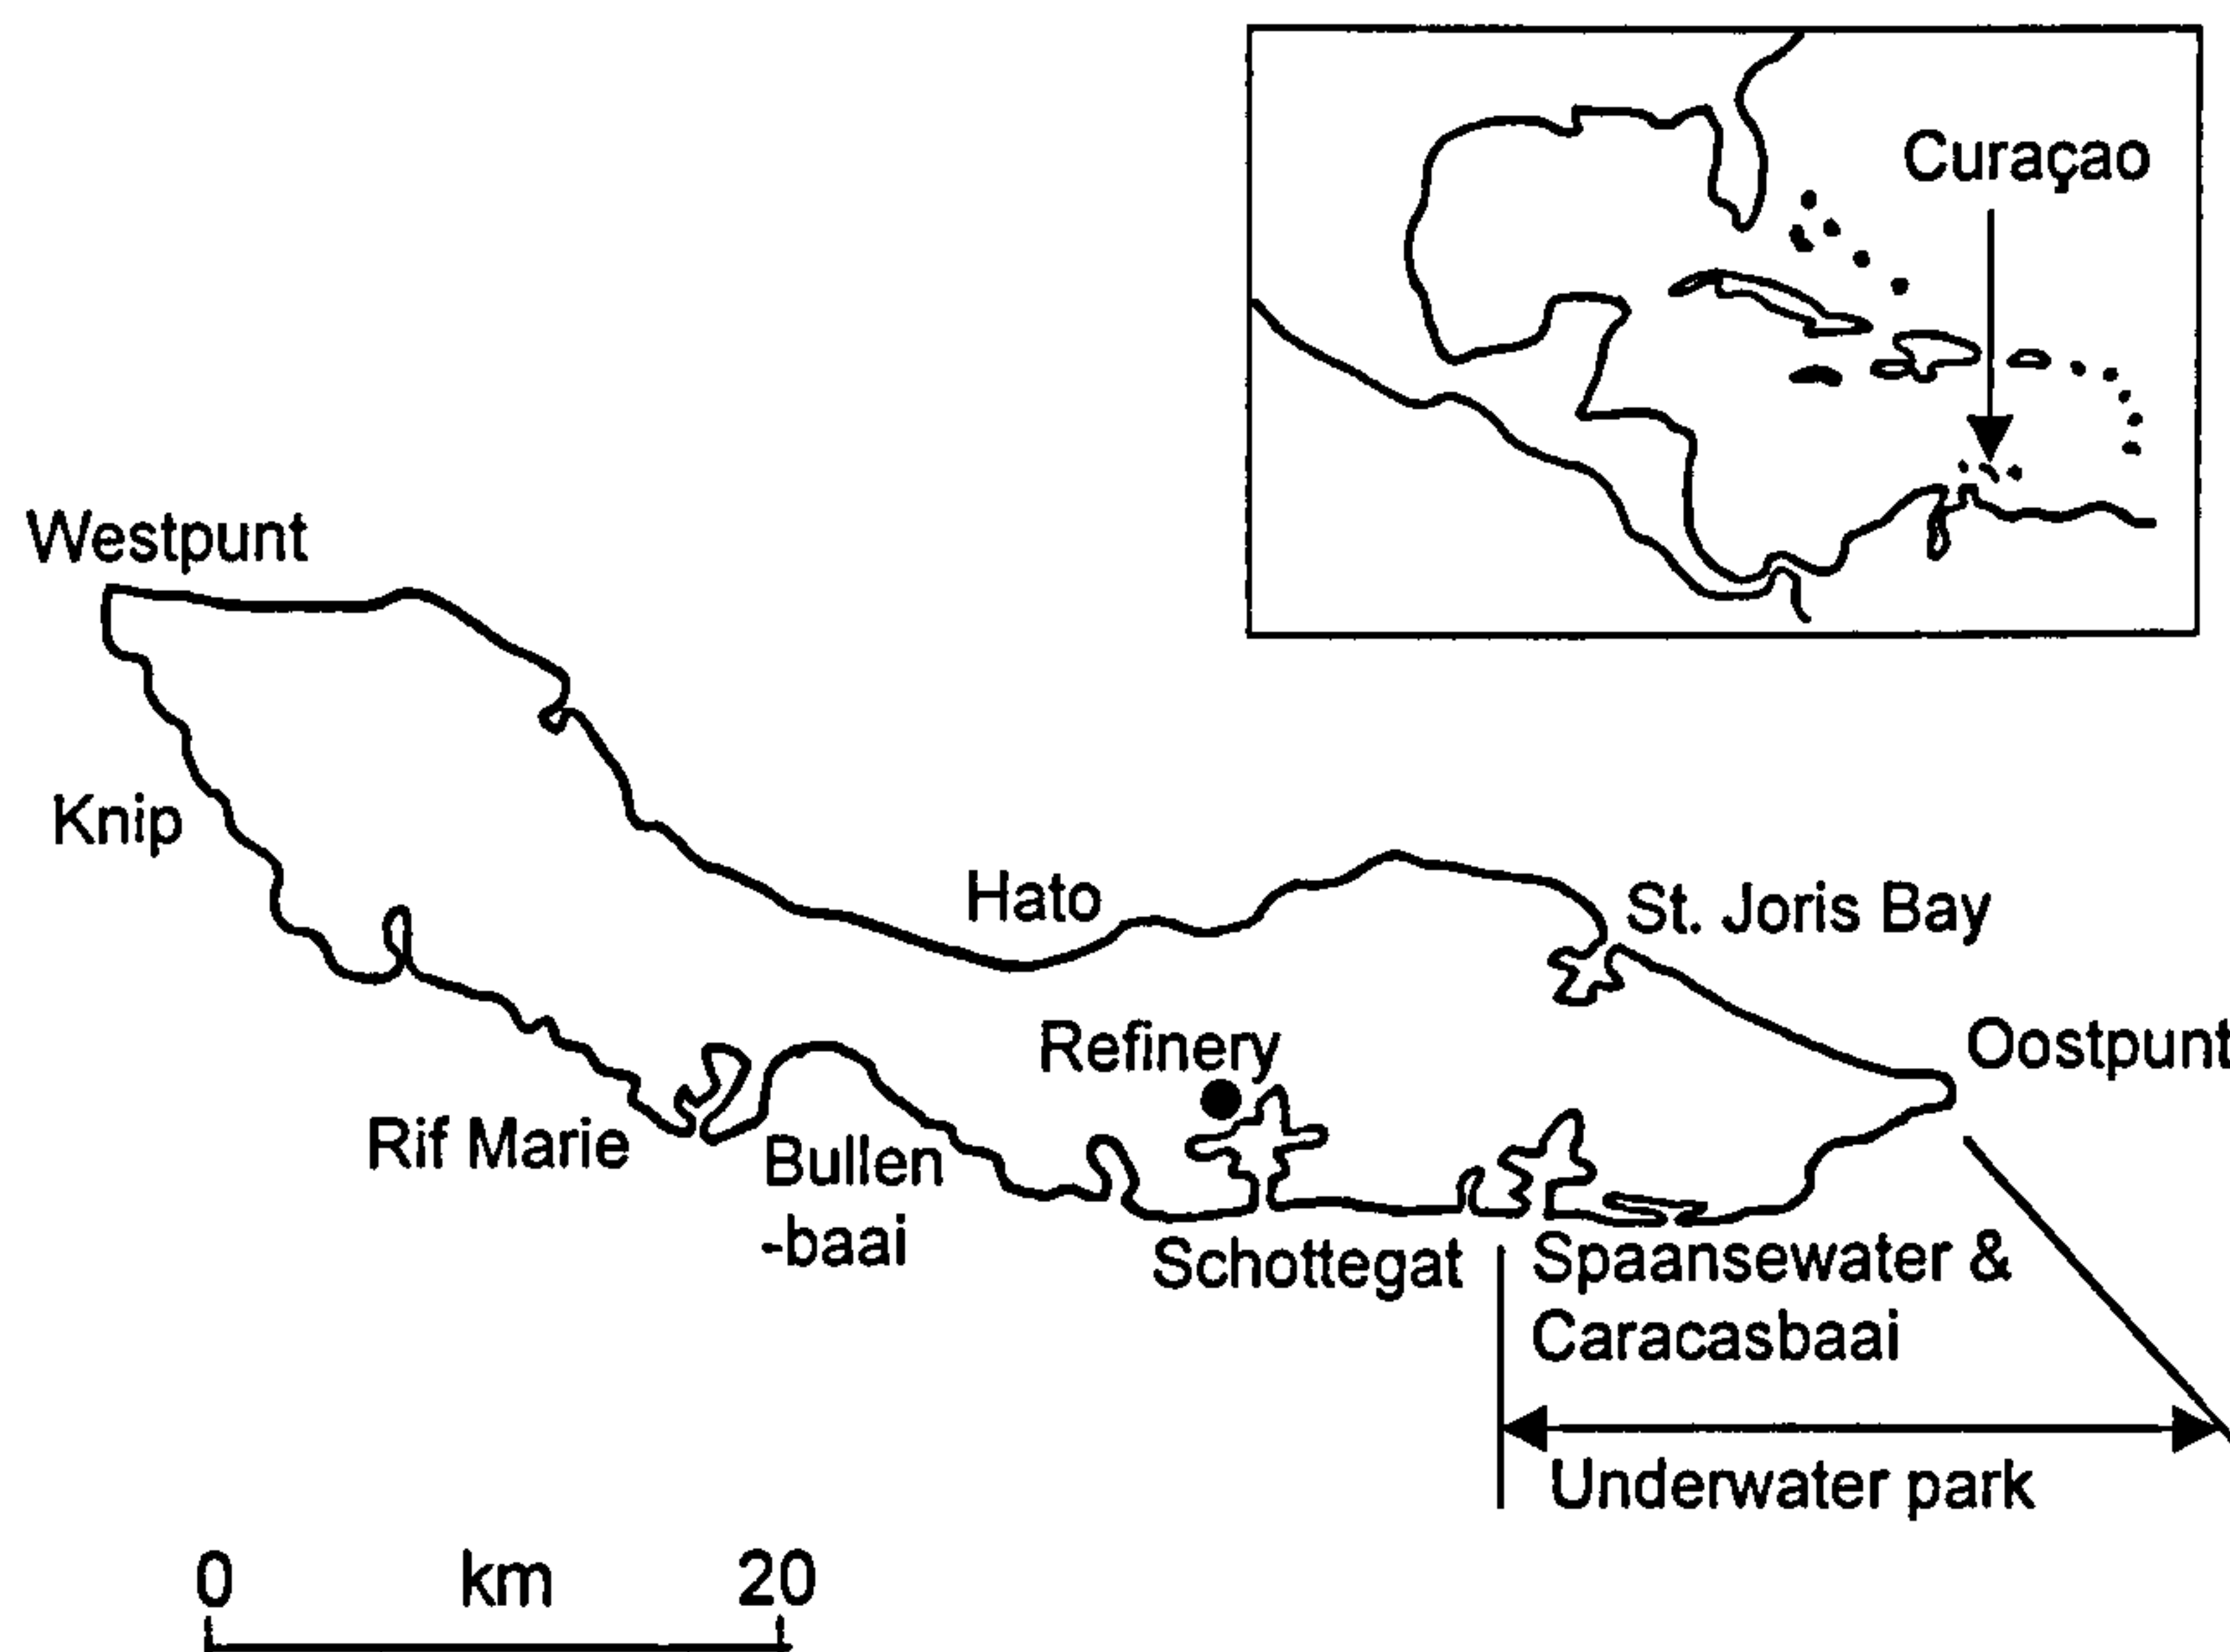 Curaçao
Westpunt
Knip
Hato
St. Joris Bay
Refinery
Oostpunt
Rif Marie
Bullen
-baai
Schottegat
Spaansewater &
Caracasbaai
Underwater park
0 km 20